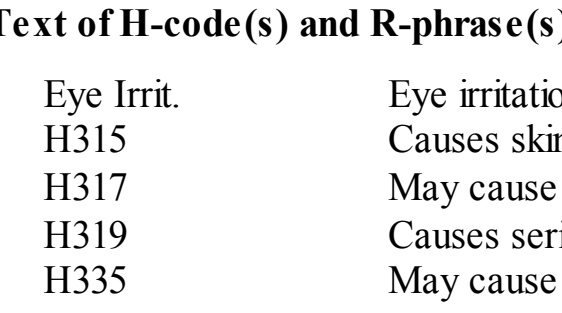 Text of H-code(s) and R-phrase(s)
Eye Irrit. Eye irritatio
H315 Causes skin
H317 May cause
H319 Causes seri
H335 May cause